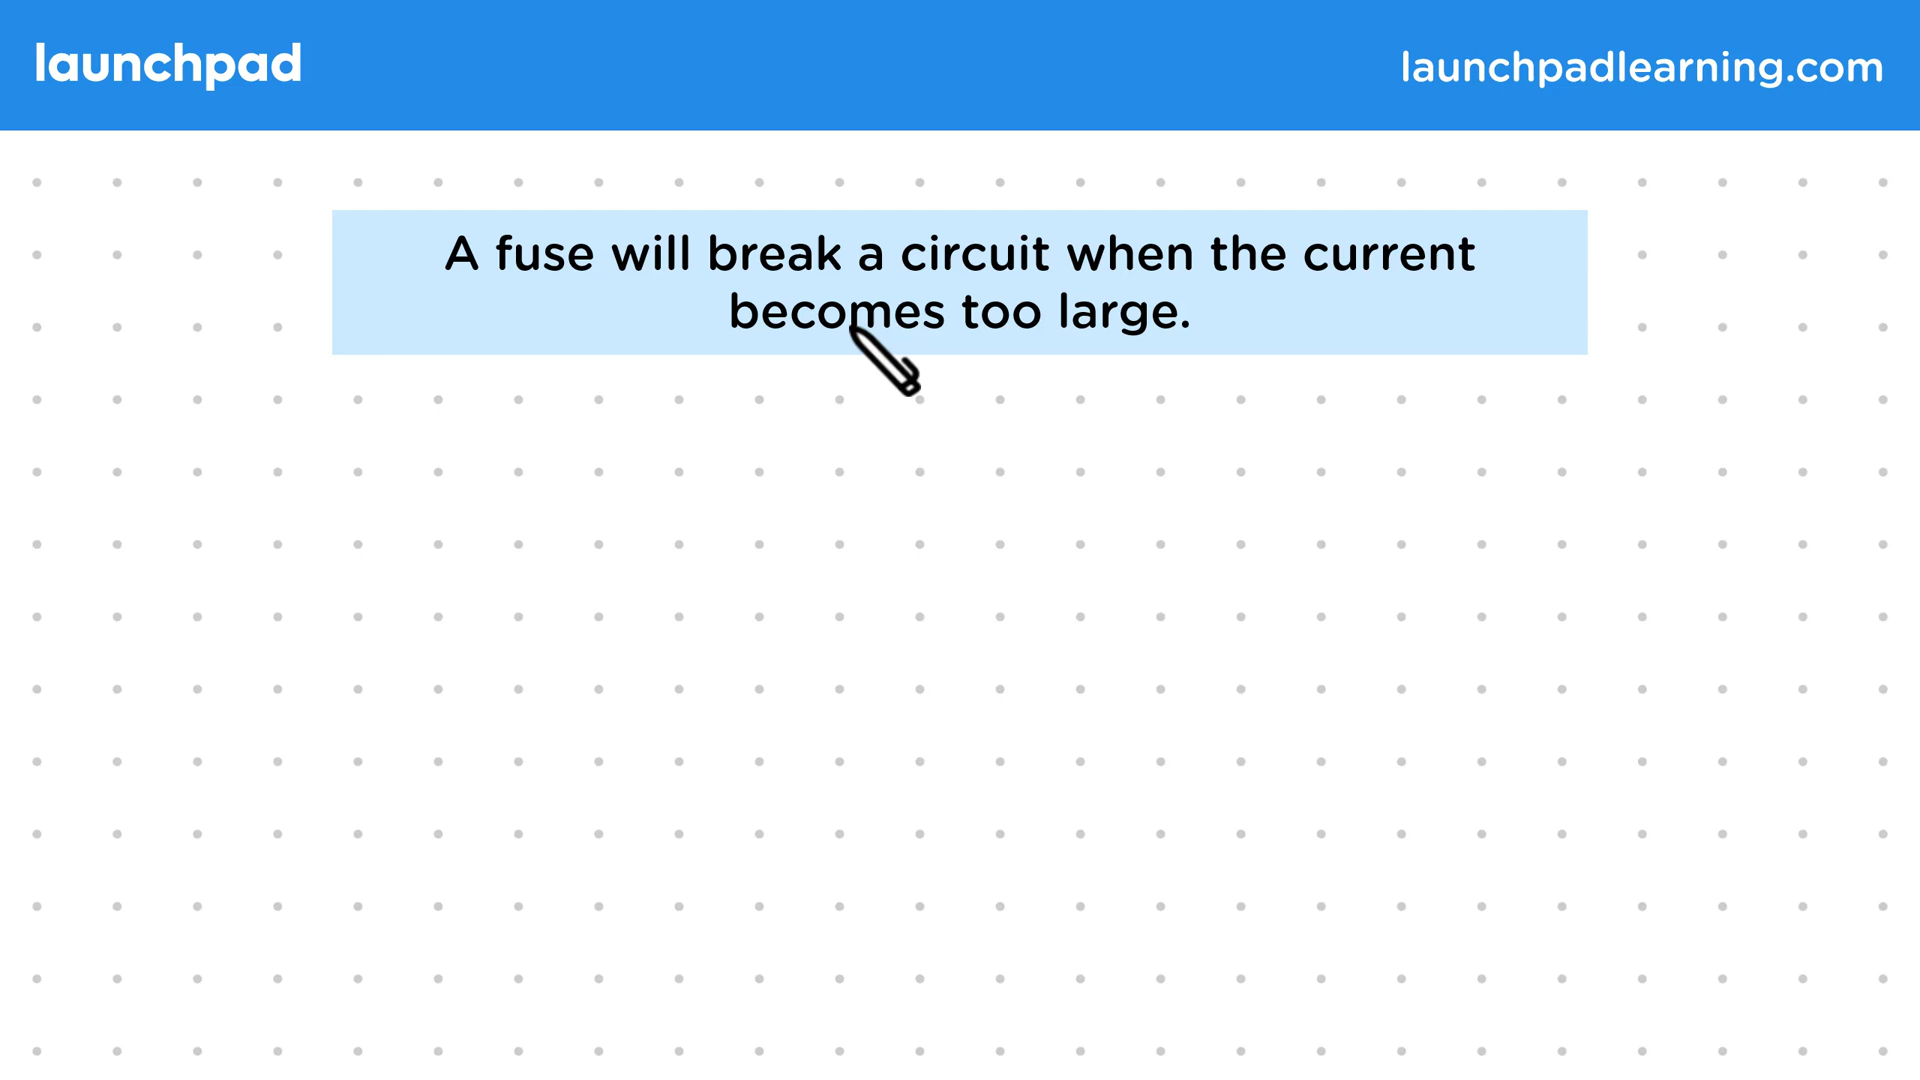 launchpad
launchpadlearning.com
A fuse will break a circuit when the current
becomes too large.